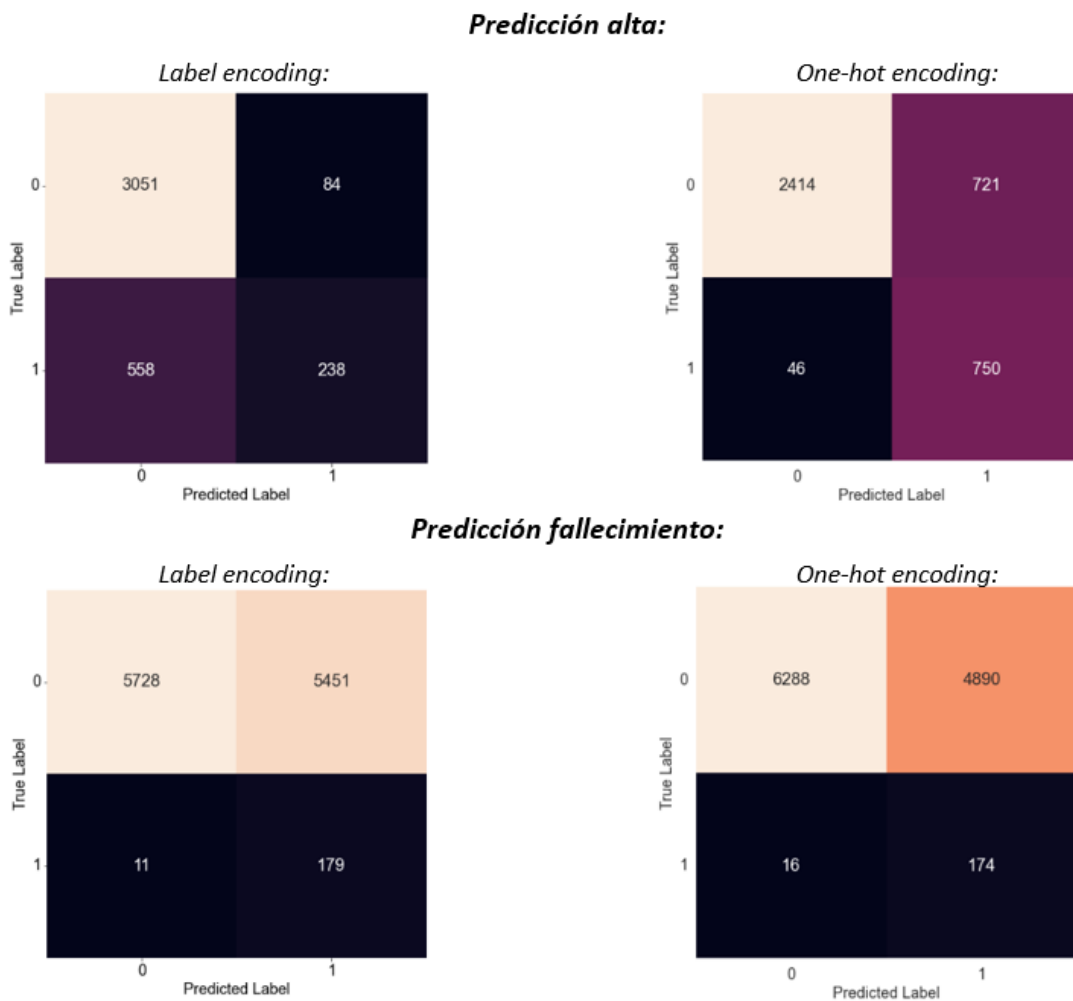 Predicción alta:
Label encoding:
One-hot encoding:
0
3051
84
0
2414
721
True Label
True Label
1
558
238
1
46
750
0
1
0
1
Predicted Label
Predicted Label
Predicción fallecimiento:
Label encoding:
One-hot encoding:
0
5728
5451
0
6288
4890
True Label
True Label
1
11
179
1
16
174
0
1
0
1
Predicted Label
Predicted Label